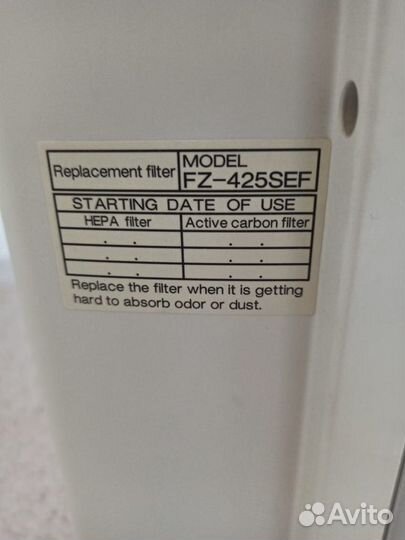 Replacement filter MODEL
FZ-425SEF
STARTING DATE OF USE
HEPA filter Active carbon filter
. . . .
. . . .
. . . .
Replace the filter when it is getting
hard to absorb odor or dust.
Avito